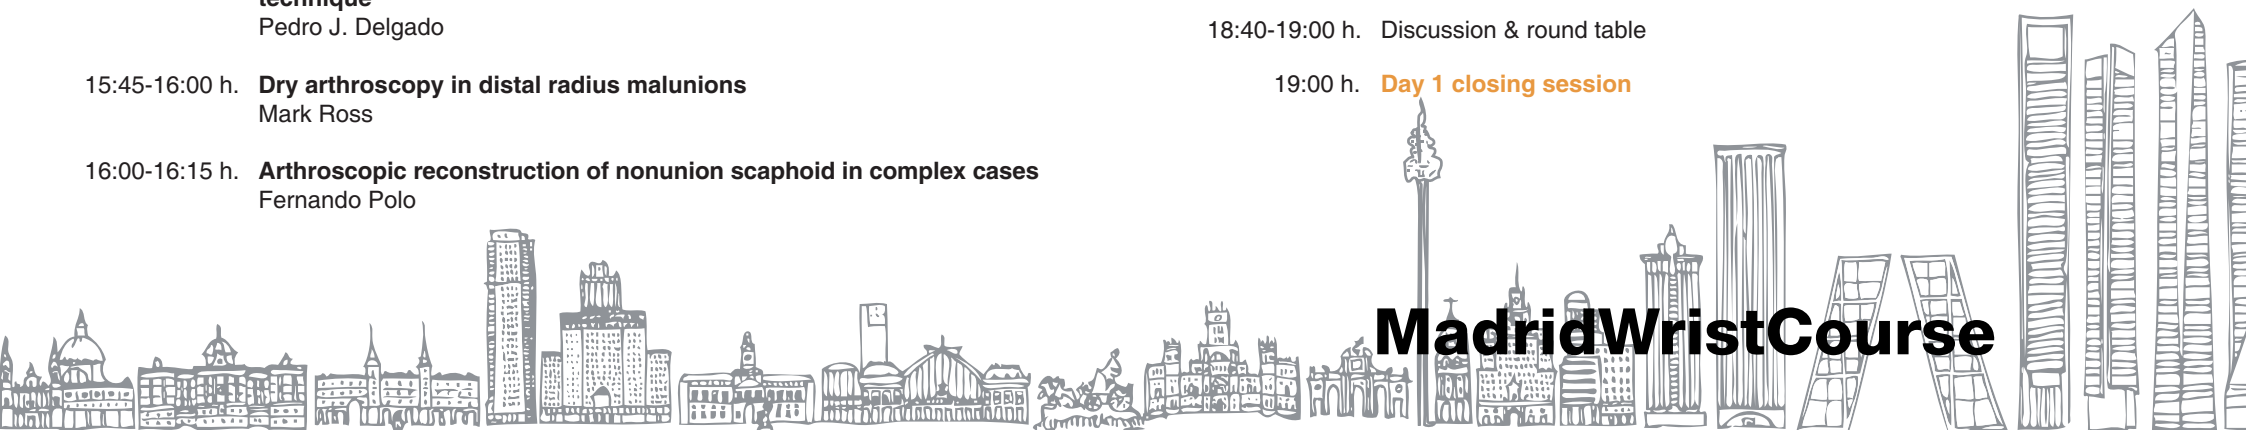 technique
Pedro J. Delgado
15:45-16:00 h. Dry arthroscopy in distal radius malunions
Mark Ross
16:00-16:15 h. Arthroscopic reconstruction of nonunion scaphoid in complex cases
Fernando Polo
18:40-19:00 h. Discussion & round table
19:00 h. Day 1 closing session
MadridWristCourse